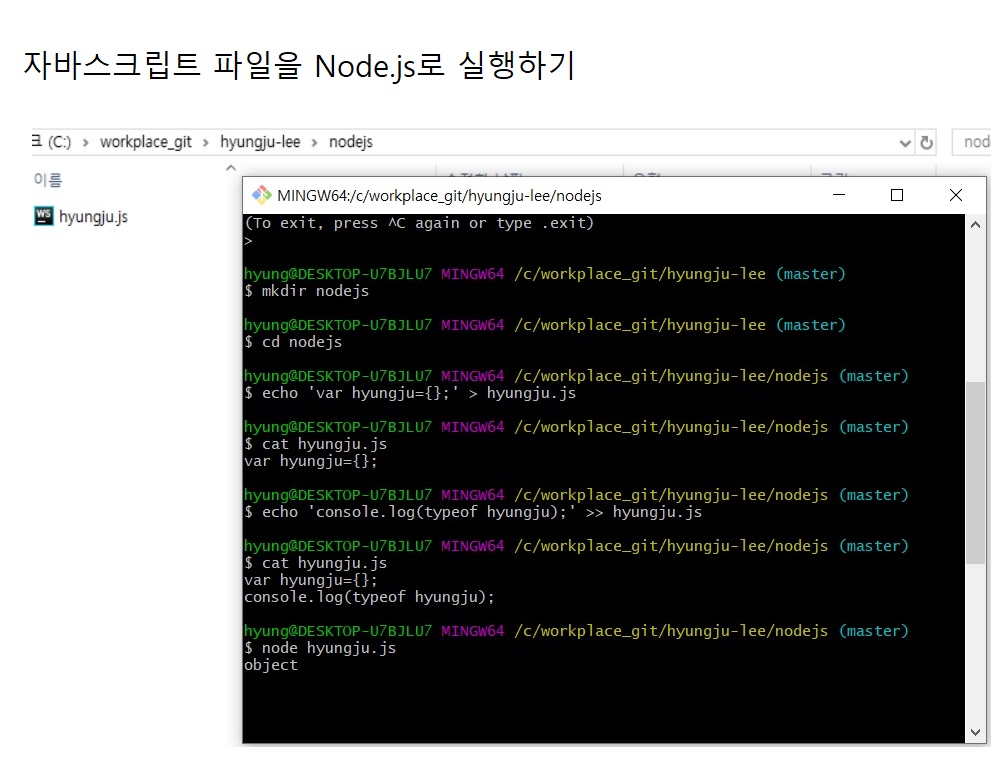 자바스크립트 파일을 Node.js로 실행하기
크 (C:) › workplace_git › hyungju-lee › nodejs
nod
이름
WS hyungju.js
MINGW64:/c/workplace_git/hyungju-lee/nodejs
(To exit, press ^C again or type .exit)
>
hyung@DESKTOP-U7BJLU7 MINGW64 /c/workplace_git/hyungju-lee (master)
$ mkdir nodejs
hyung@DESKTOP-U7BJLU7 MINGW64 /c/workplace_git/hyungju-lee (master)
$ cd nodejs
hyung@DESKTOP-U7BJLU7 MINGW64 /c/workplace_git/hyungju-lee/nodejs (master)
$ echo 'var hyungju={};' > hyungju.js
hyung@DESKTOP-U7BJLU7 MINGW64 /c/workplace_git/hyungju-lee/nodejs (master)
$ cat hyungju.js
var hyungju={};
hyung@DESKTOP-U7BJLU7 MINGW64 /c/workplace_git/hyungju-lee/nodejs (master)
$ echo 'console.log(typeof hyungju);' >> hyungju.js
hyung@DESKTOP-U7BJLU7 MINGW64 /c/workplace_git/hyungju-lee/nodejs (master)
$ cat hyungju.js
var hyungju={};
console.log(typeof hyungju);
hyung@DESKTOP-U7BJLU7 MINGW64 /c/workplace_git/hyungju-lee/nodejs (master)
$ node hyungju.js
object